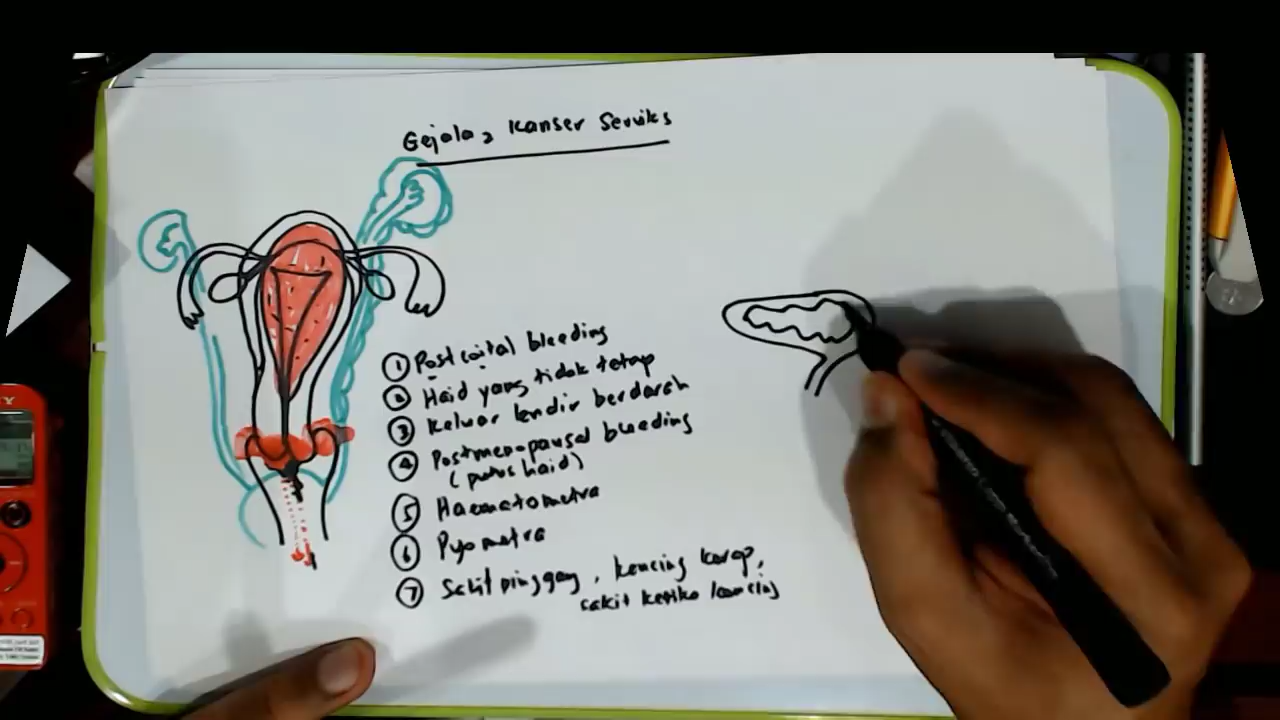 Gejala2 Kanser Serviks
① Post coital bleeding
② Haid yang tidak tetap
③ Keluar lendir berdarah
④ Postmenopausal bleeding
(putus haid)
⑤ Haematometra
⑥ Pyometra
⑦ Sakit pinggang, kencing kerap,
sakit ketika kencing